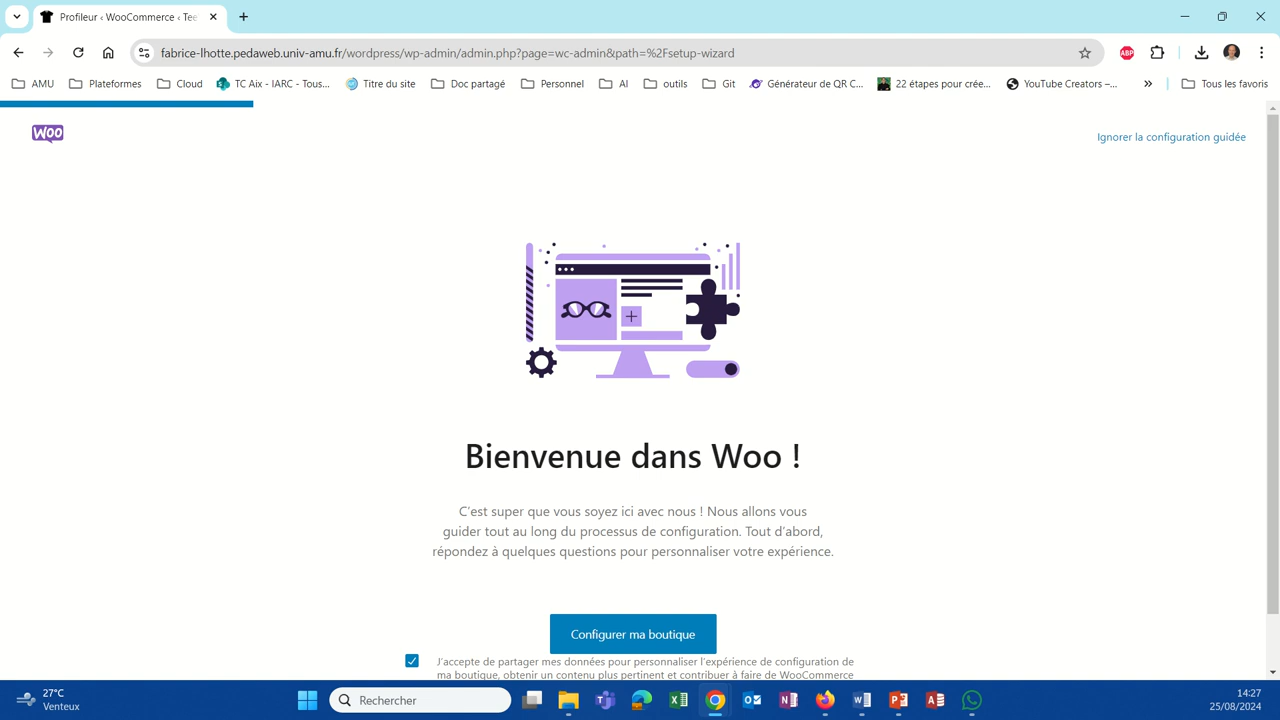 Profileur ‹ WooCommerce ‹ Tee
fabrice-lhotte.pedaweb.univ-amu.fr/wordpress/wp-admin/admin.php?page=wc-admin&path=%2Fsetup-wizard
ABP
AMU
Plateformes
Cloud
TC Aix - IARC - Tous...
Titre du site
Doc partagé
Personnel
AI
outils
Git
Générateur de QR C...
22 étapes pour crée...
YouTube Creators –...
»
Tous les favoris
Woo
Ignorer la configuration guidée
Bienvenue dans Woo !
C'est super que vous soyez ici avec nous ! Nous allons vous
guider tout au long du processus de configuration. Tout d'abord,
répondez à quelques questions pour personnaliser votre expérience.
Configurer ma boutique
J'accepte de partager mes données pour personnaliser l'expérience de configuration de
ma boutique, obtenir un contenu plus pertinent et contribuer à faire de WooCommerce
27°C
Venteux
Rechercher
14:27
25/08/2024